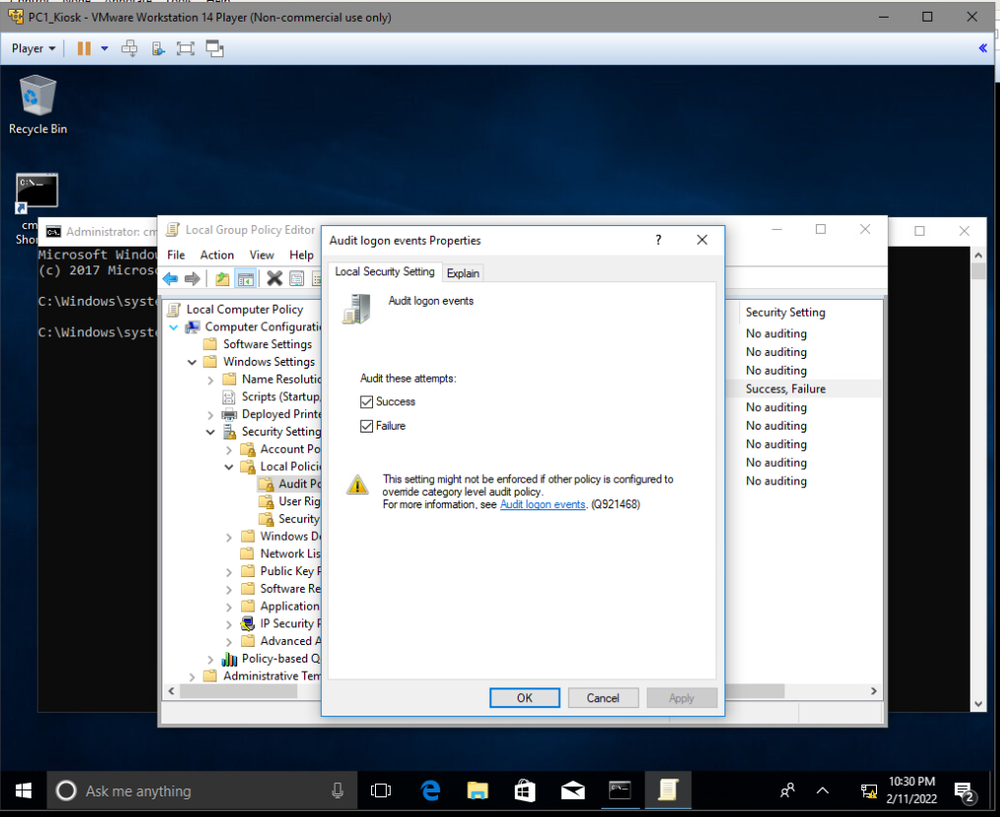 PC1_Kiosk - VMware Workstation 14 Player (Non-commercial use only)
Player
Recycle Bin
C:\
cm
Sho
Administrator: cm
Microsoft Windo
(c) 2017 Micros
C:\Windows\syst
C:\Windows\syst
Local Group Policy Editor
File Action View Help
Local Computer Policy
Computer Configurati
Software Settings
Windows Settings
Name Resolutio
Scripts (Startup
Deployed Printe
Security Setting
Account Po
Local Polici
Audit Po
User Rig
Security
Windows De
Network Lis
Public Key P
Software Re
Application
IP Security P
Advanced A
Policy-based Q
Administrative Tem
Audit logon events Properties
?
Local Security Setting Explain
Audit logon events
Audit these attempts:
Success
Failure
This setting might not be enforced if other policy is configured to
override category level audit policy.
For more information, see Audit logon events. (Q921468)
OK Cancel Apply
Security Setting
No auditing
No auditing
No auditing
Success, Failure
No auditing
No auditing
No auditing
No auditing
No auditing
Ask me anything
10:30 PM
2/11/2022
2